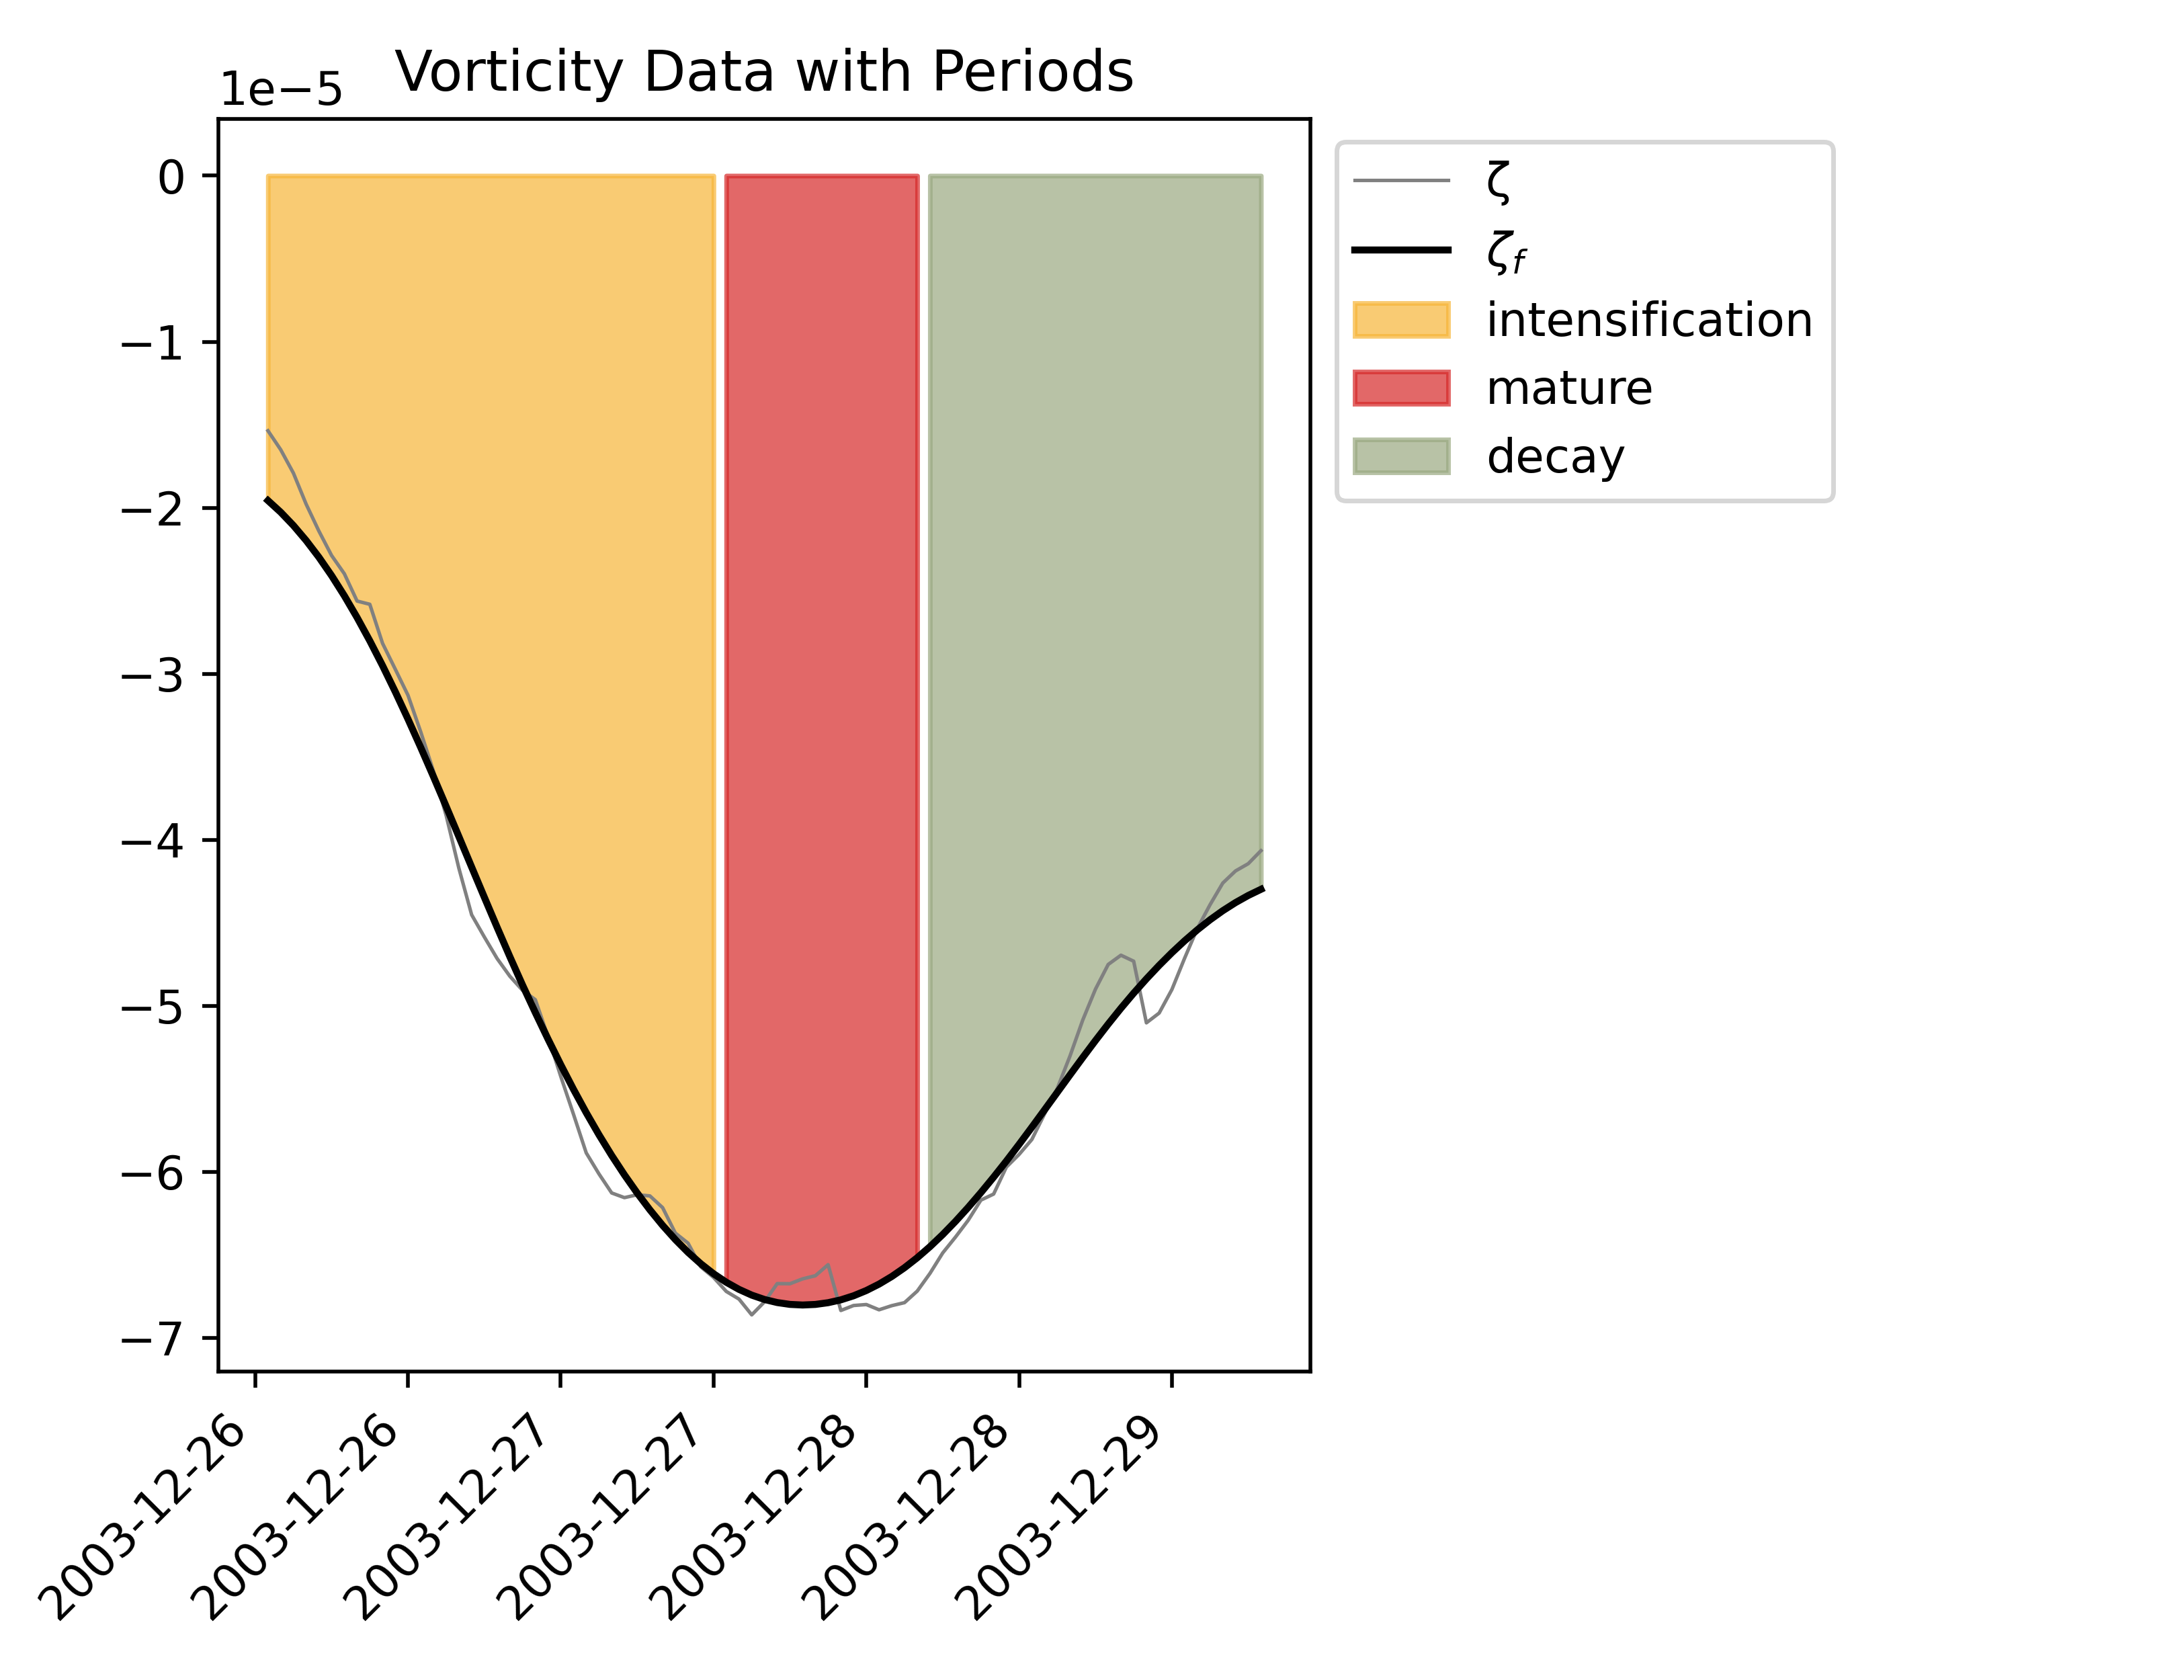 Vorticity Data with Periods
1e−5
0
−1
−2
−3
−4
−5
−6
−7
2003-12-26
2003-12-26
2003-12-27
2003-12-27
2003-12-28
2003-12-28
2003-12-29
ζ
ζf
intensification
mature
decay